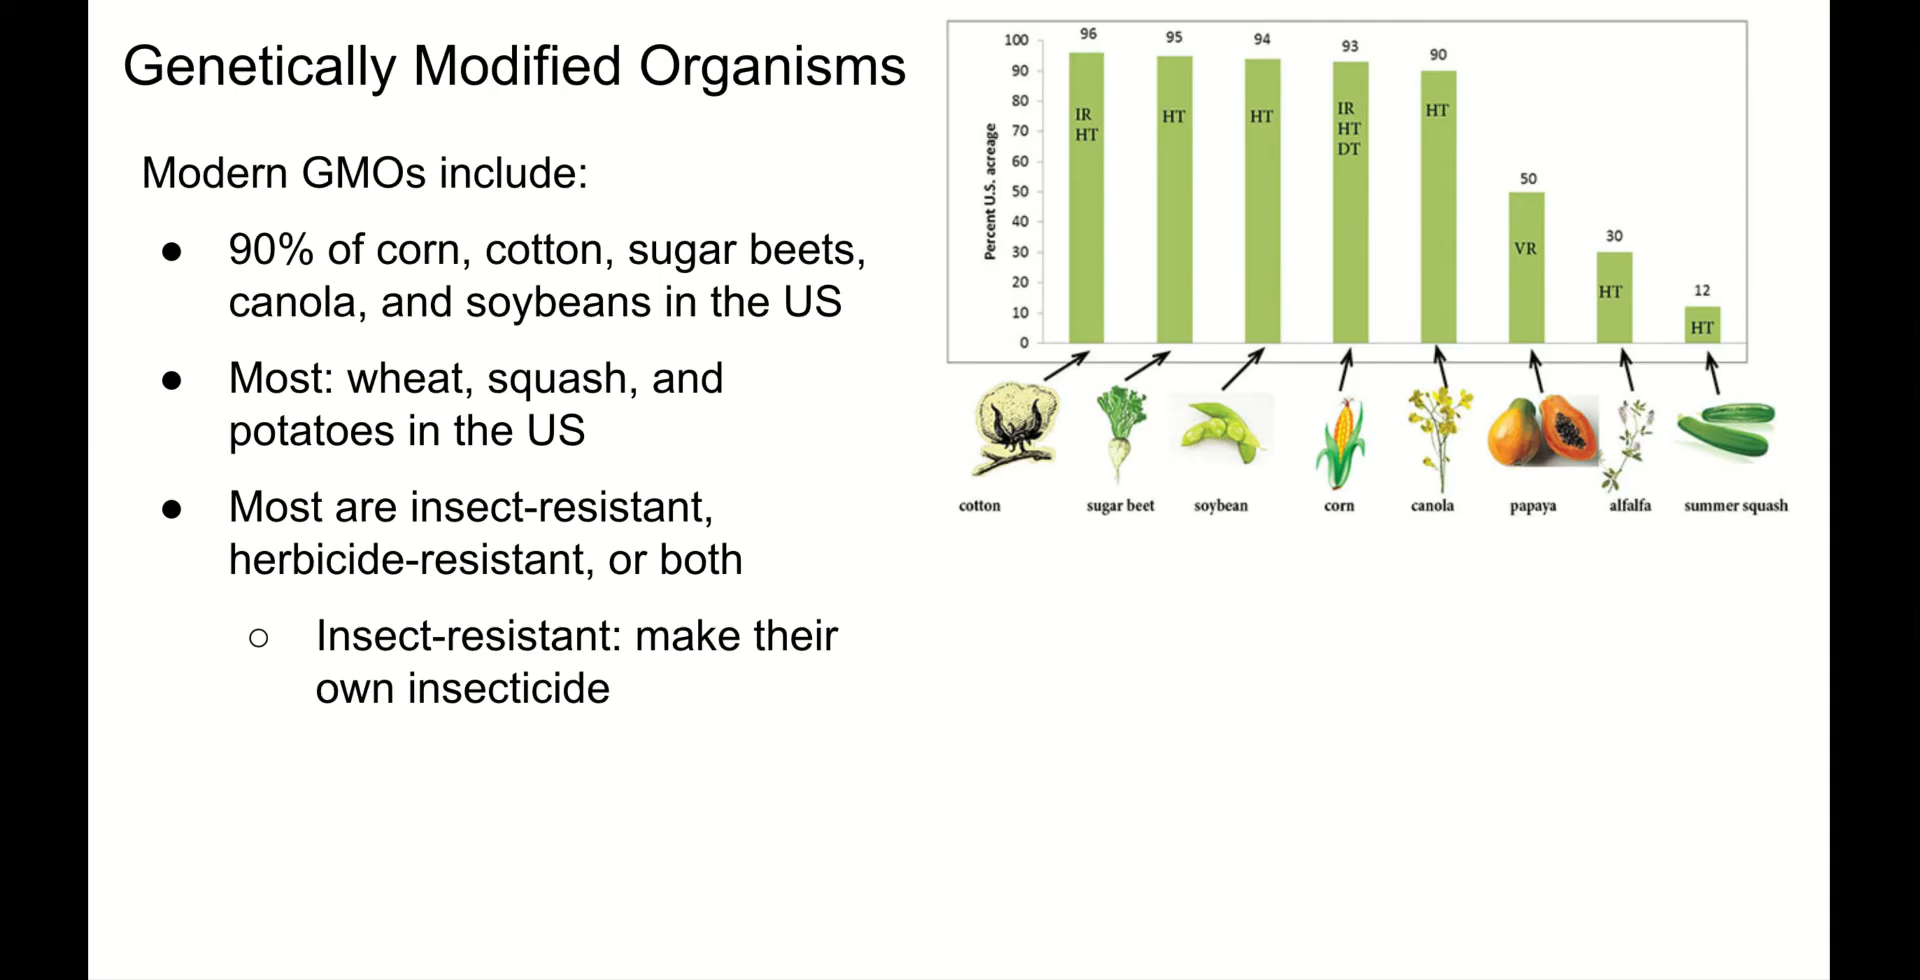 Genetically Modified Organisms
Modern GMOs include:
● 90% of corn, cotton, sugar beets,
canola, and soybeans in the US
● Most: wheat, squash, and
potatoes in the US
● Most are insect-resistant,
herbicide-resistant, or both
○ Insect-resistant: make their
own insecticide
Percent U.S. acreage
100
90
80
70
60
50
40
30
20
10
0
96
IR
HT
95
HT
94
HT
93
IR
HT
DT
90
HT
50
VR
30
HT
12
HT
cotton
sugar beet
soybean
corn
canola
papaya
alfalfa
summer squash